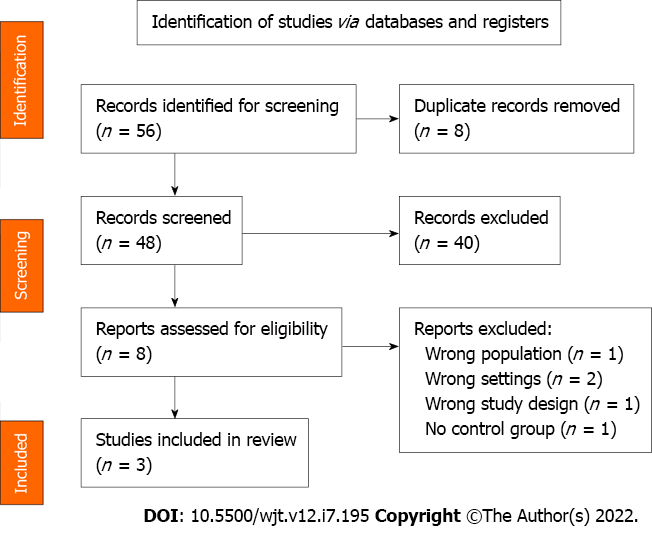 Identification of studies via databases and registers
Identification
Records identified for screening
(n = 56)
Duplicate records removed
(n = 8)
Screening
Records screened
(n = 48)
Records excluded
(n = 40)
Reports assessed for eligibility
(n = 8)
Reports excluded:
Wrong population (n = 1)
Wrong settings (n = 2)
Wrong study design (n = 1)
No control group (n = 1)
Included
Studies included in review
(n = 3)
DOI: 10.5500/wjt.v12.i7.195 Copyright ©The Author(s) 2022.